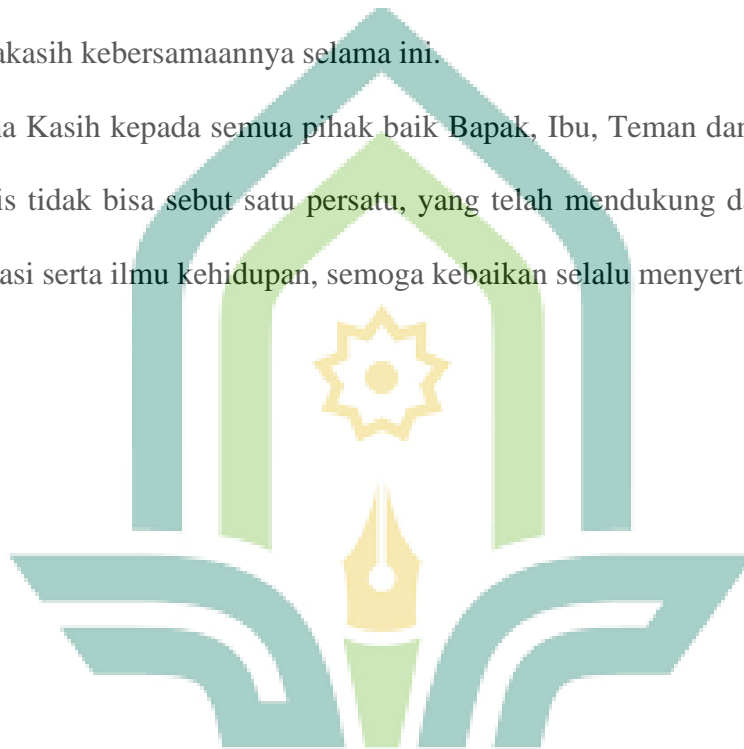 akasih kebersamaannya selama ini.
a Kasih kepada semua pihak baik Bapak, Ibu, Teman dan
is tidak bisa sebut satu persatu, yang telah mendukung da
asi serta ilmu kehidupan, semoga kebaikan selalu menyert